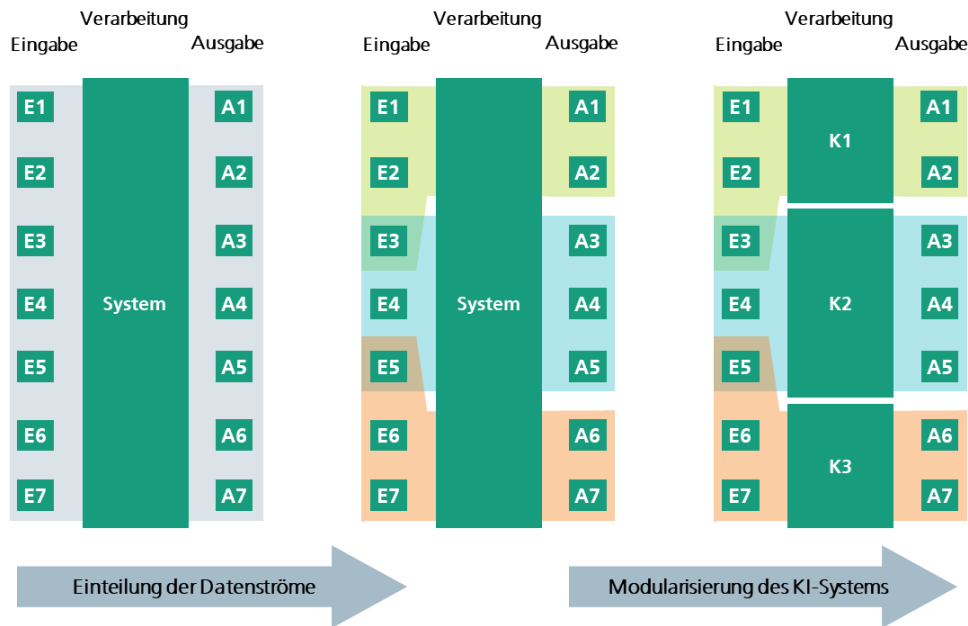 Verarbeitung
Eingabe
Ausgabe
E1
A1
E2
A2
E3
A3
E4
System
A4
E5
A5
E6
A6
E7
A7
Verarbeitung
Eingabe
Ausgabe
E1
A1
E2
A2
E3
A3
E4
System
A4
E5
A5
E6
A6
E7
A7
Verarbeitung
Eingabe
Ausgabe
E1
A1
K1
E2
A2
E3
A3
E4
K2
A4
E5
A5
E6
A6
K3
E7
A7
Einteilung der Datenströme
Modularisierung des KI-Systems